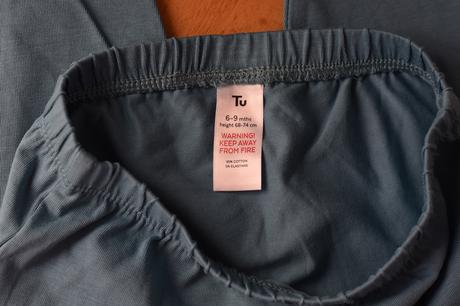 Tu
6-9 mths
height 68-74 cm
WARNING!
KEEP AWAY
FROM FIRE
95% COTTON
5% ELASTANE